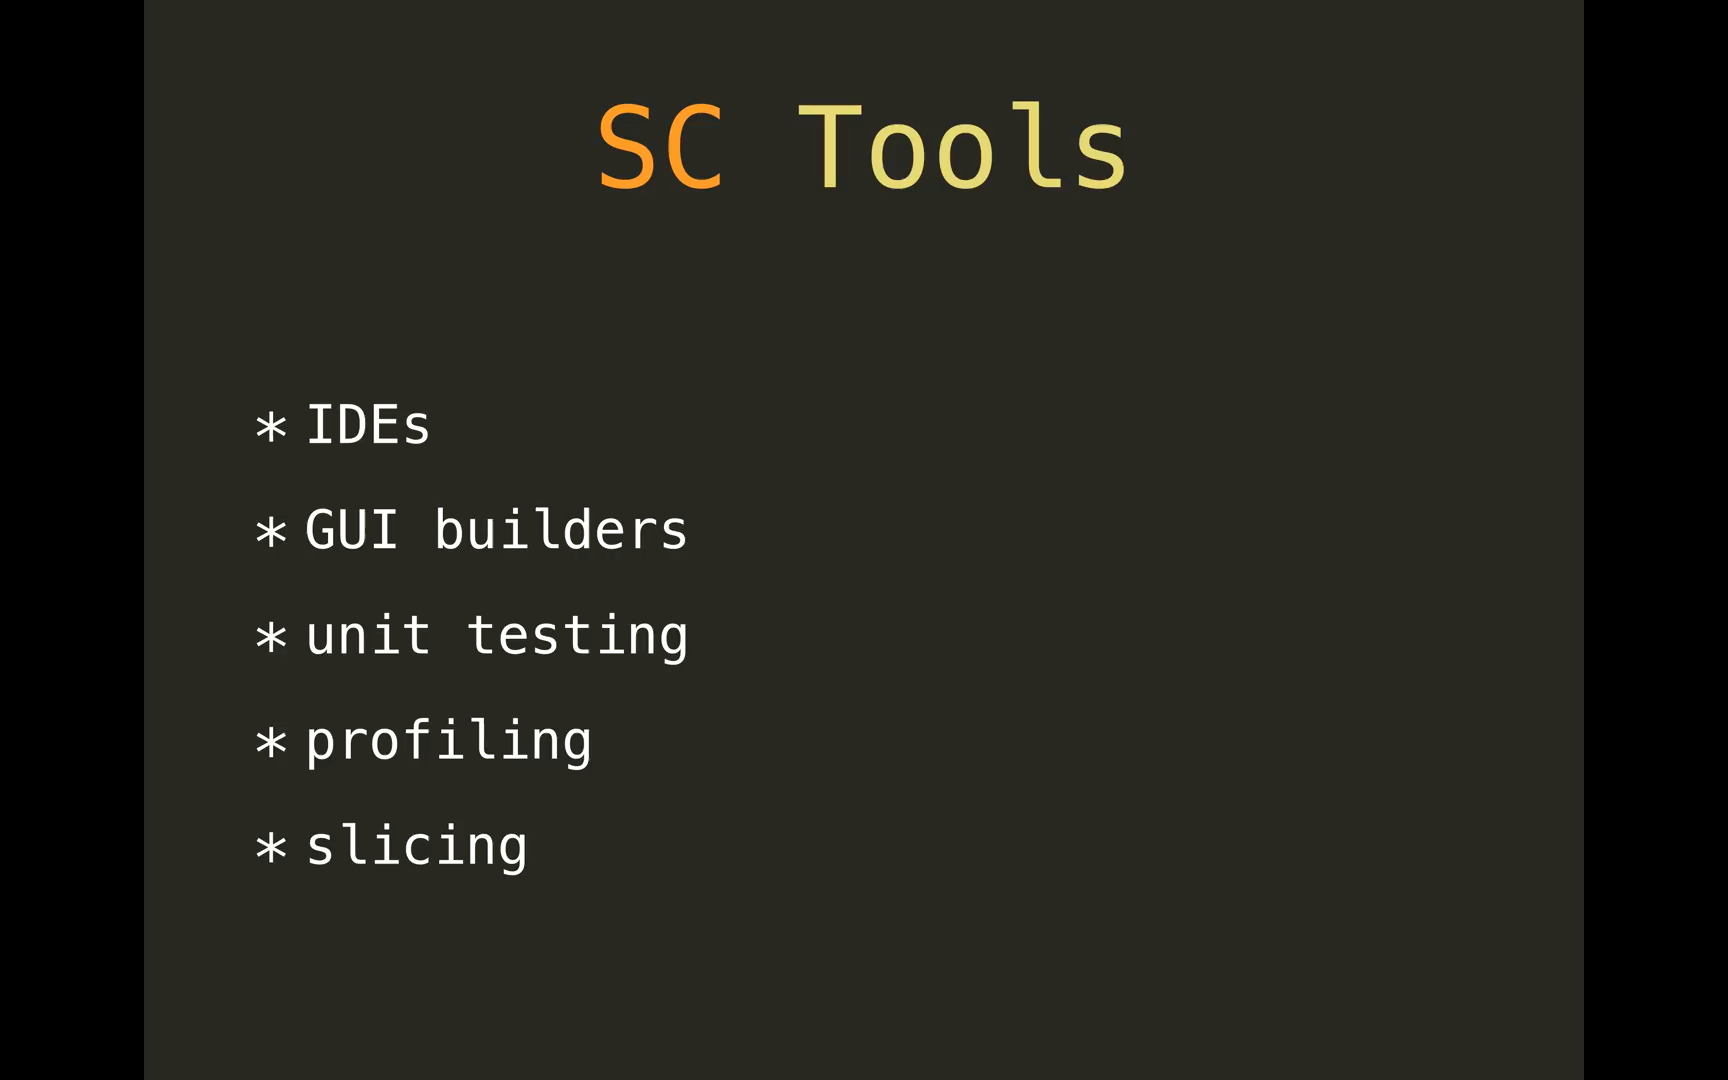 SC Tools
* IDEs
* GUI builders
* unit testing
* profiling
* slicing